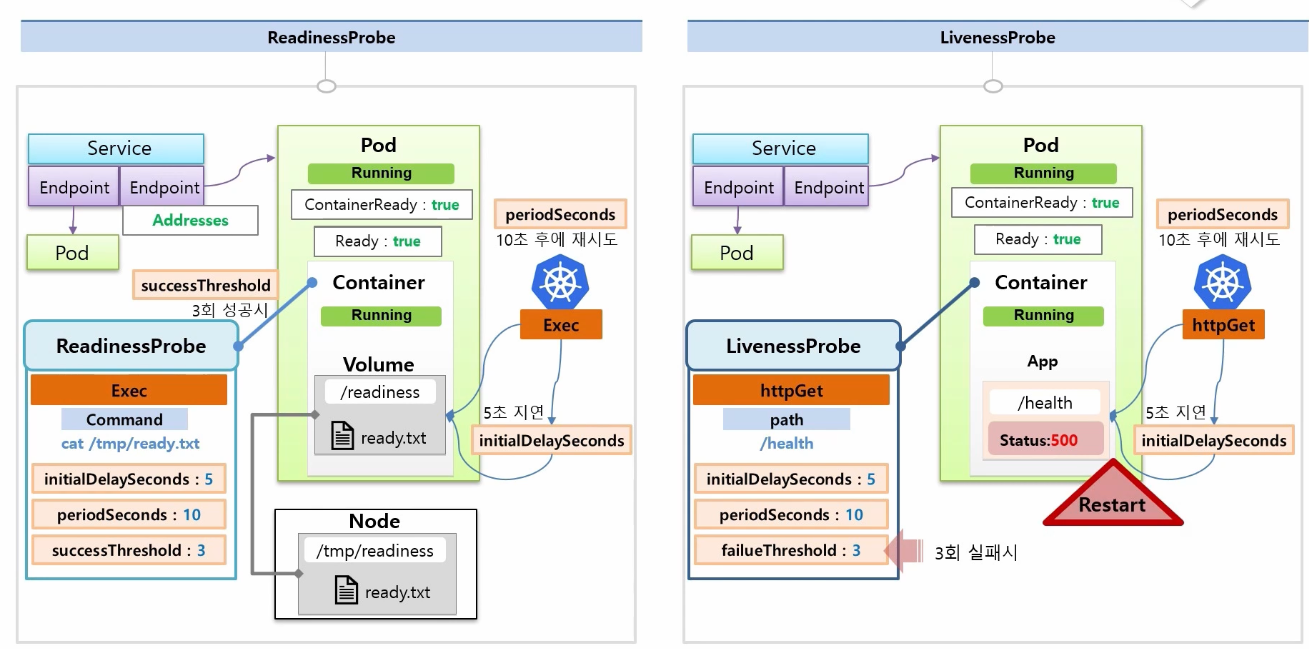 ReadinessProbe
Service
Endpoint
Endpoint
Addresses
Pod
Pod
Running
ContainerReady : true
Ready : true
periodSeconds
10초 후에 재시도
successThreshold
3회 성공시
Container
Running
Exec
ReadinessProbe
Exec
Command
cat /tmp/ready.txt
initialDelaySeconds : 5
periodSeconds : 10
successThreshold : 3
Volume
/readiness
ready.txt
5초 지연
initialDelaySeconds
Node
/tmp/readiness
ready.txt
LivenessProbe
Service
Endpoint
Endpoint
Pod
Pod
Running
ContainerReady : true
Ready : true
periodSeconds
10초 후에 재시도
Container
Running
httpGet
LivenessProbe
httpGet
path
/health
initialDelaySeconds : 5
periodSeconds : 10
failueThreshold : 3
3회 실패시
App
/health
Status:500
5초 지연
initialDelaySeconds
Restart